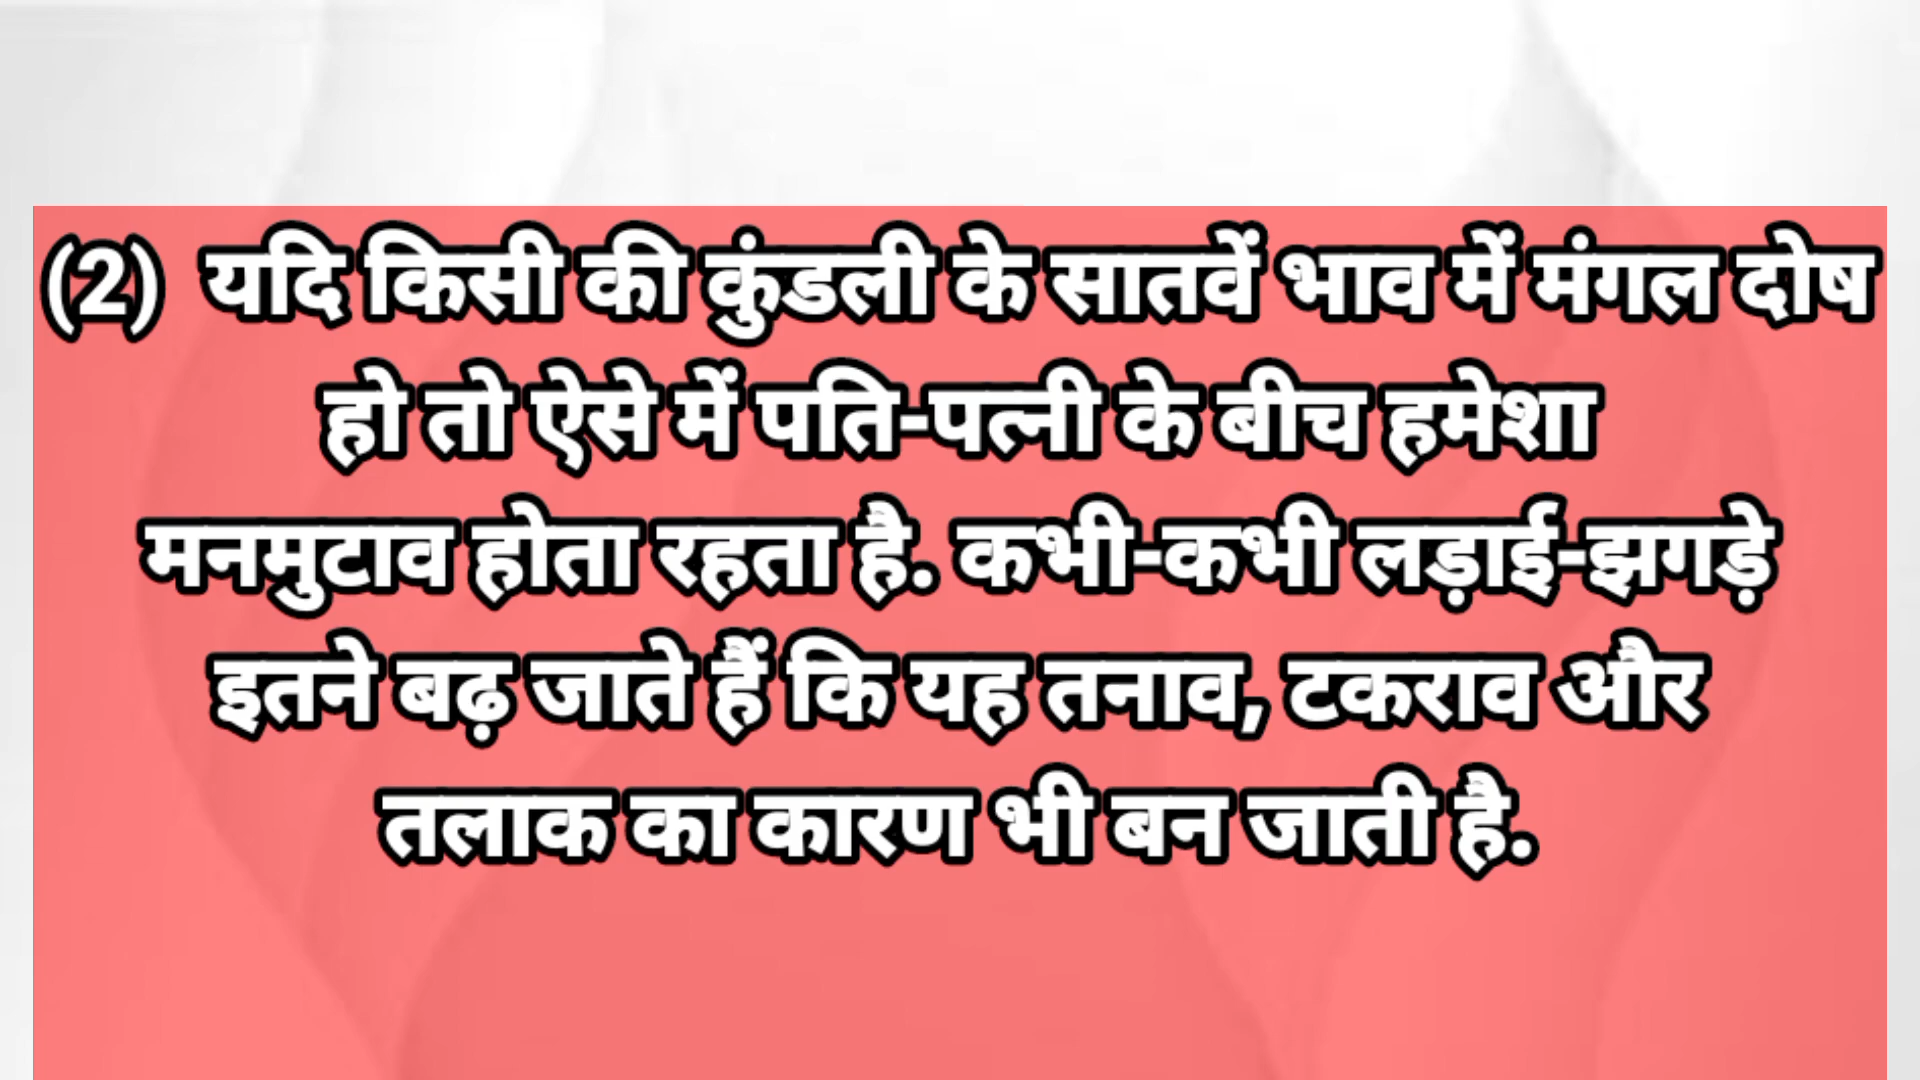 (2) यदि किसी की कुंडली के सातवें भाव में मंगल दोष
हो तो ऐसे में पति-पत्नी के बीच हमेशा
मनमुटाव होता रहता है. कभी-कभी लड़ाई-झगड़े
इतने बढ़ जाते हैं कि यह तनाव, टकराव और
तलाक का कारण भी बन जाती है.